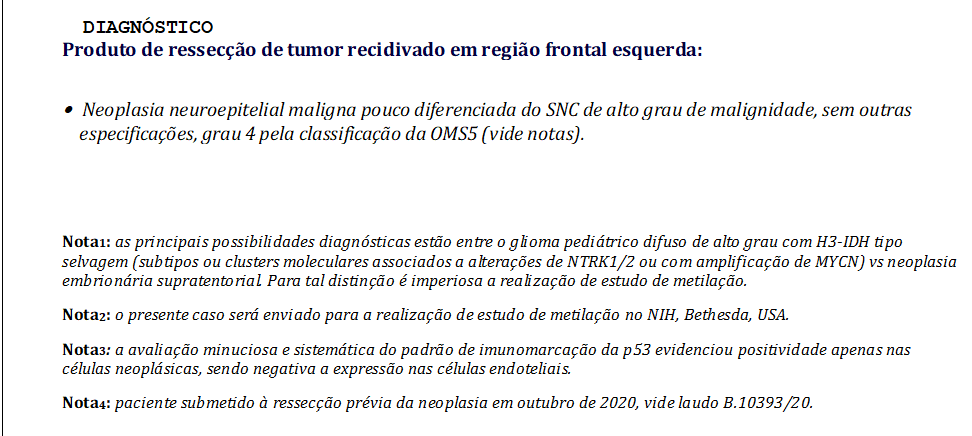 DIAGNÓSTICO
Produto de ressecção de tumor recidivado em região frontal esquerda:
• Neoplasia neuroepitelial maligna pouco diferenciada do SNC de alto grau de malignidade, sem outras
especificações, grau 4 pela classificação da OMS5 (vide notas).
Nota1: as principais possibilidades diagnósticas estão entre o glioma pediátrico difuso de alto grau com H3-IDH tipo
selvagem (subtipos ou clusters moleculares associados a alterações de NTRK1/2 ou com amplificação de MYCN) vs neoplasia
embrionária supratentorial. Para tal distinção é imperiosa a realização de estudo de metilação.
Nota2: o presente caso será enviado para a realização de estudo de metilação no NIH, Bethesda, USA.
Nota3: a avaliação minuciosa e sistemática do padrão de imunomarcação da p53 evidenciou positividade apenas nas
células neoplásicas, sendo negativa a expressão nas células endoteliais.
Nota4: paciente submetido à ressecção prévia da neoplasia em outubro de 2020, vide laudo B.10393/20.